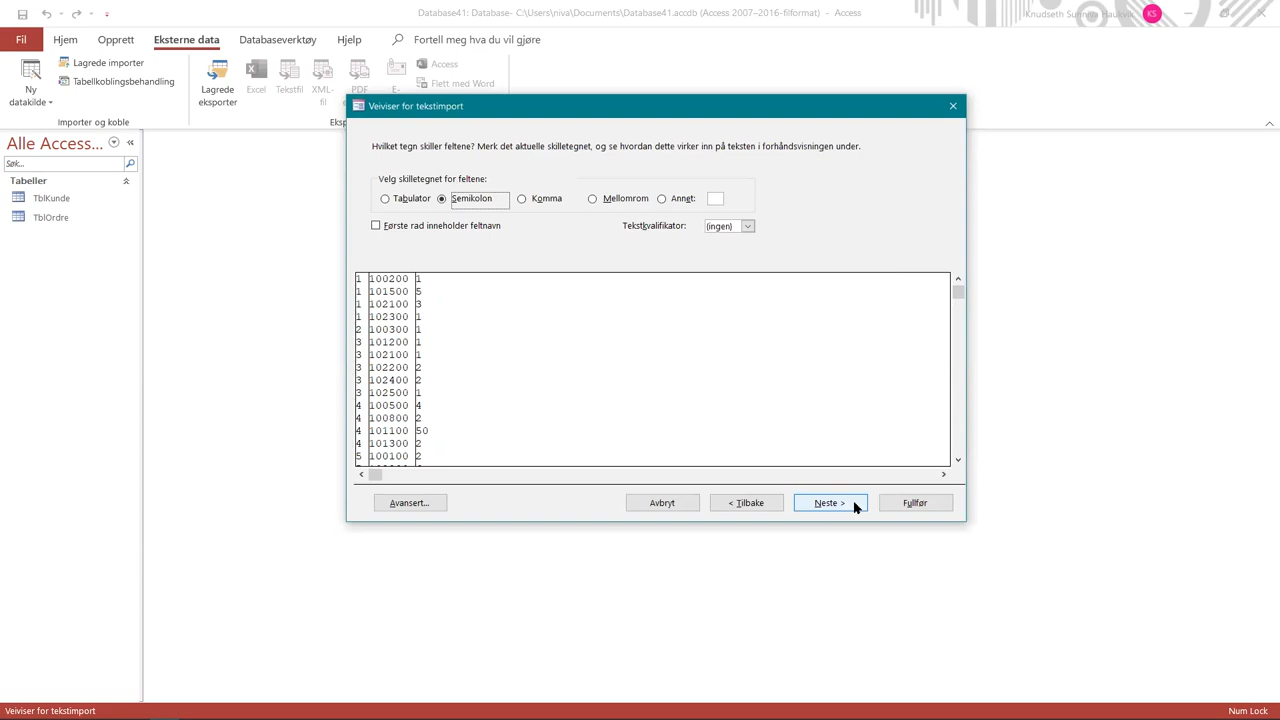 Database41: Database- C:\Users\niva\Documents\Database41.accdb (Access 2007–2016-filformat) - Access
Knudseth Sunniva Haukvik
KS
Fil
Hjem
Opprett
Eksterne data
Databaseverktøy
Hjelp
Fortell meg hva du vil gjøre
Ny
datakilde
Lagrede importer
Tabellkoblingsbehandling
Importer og koble
Lagrede
eksporter
Excel
Tekstfil
XML-
fil
PDF
E-
Access
Flett med Word
Eksp
Alle Access...
Søk...
Tabeller
TblKunde
TblOrdre
Veiviser for tekstimport
Hvilket tegn skiller feltene? Merk det aktuelle skilletegnet, og se hvordan dette virker inn på teksten i forhåndsvisningen under.
Velg skilletegnet for feltene:
Tabulator
Semikolon
Komma
Mellomrom
Annet:
Første rad inneholder feltnavn
Tekstkvalifikator:
(ingen)
1 100200 1
1 101500 5
1 102100 3
1 102300 1
2 100300 1
3 101200 1
3 102100 1
3 102200 2
3 102400 2
3 102500 1
4 100500 4
4 100800 2
4 101100 50
4 101300 2
5 100100 2
Avansert...
Avbryt
< Tilbake
Neste >
Fullfør
Veiviser for tekstimport
Num Lock